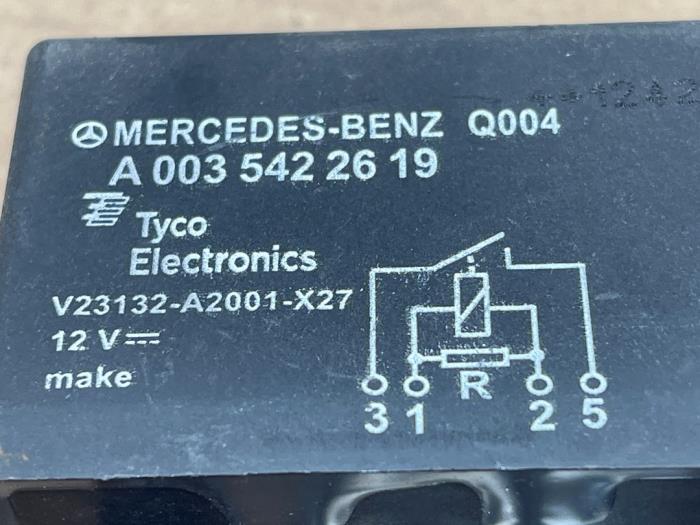 MERCEDES-BENZ Q004
A 003 542 26 19
Tyco
Electronics
V23132-A2001-X27
12 V
make
R
3 1 2 5